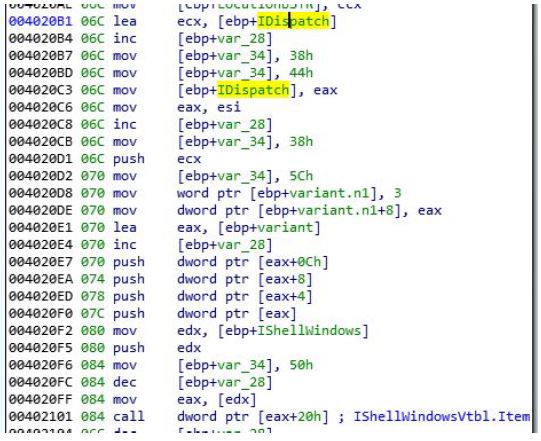 004020B1 06C lea ecx, [ebp+IDispatch]
004020B4 06C inc [ebp+var_28]
004020B7 06C mov [ebp+var_34], 38h
004020BD 06C mov [ebp+var_34], 44h
004020C3 06C mov [ebp+IDispatch], eax
004020C6 06C mov eax, esi
004020C8 06C inc [ebp+var_28]
004020CB 06C mov [ebp+var_34], 38h
004020D1 06C push ecx
004020D2 070 mov [ebp+var_34], 5Ch
004020D8 070 mov word ptr [ebp+variant.n1], 3
004020DE 070 mov dword ptr [ebp+variant.n1+8], eax
004020E1 070 lea eax, [ebp+variant]
004020E4 070 inc [ebp+var_28]
004020E7 070 push dword ptr [eax+0Ch]
004020EA 074 push dword ptr [eax+8]
004020ED 078 push dword ptr [eax+4]
004020F0 07C push dword ptr [eax]
004020F2 080 mov edx, [ebp+IShellWindows]
004020F5 080 push edx
004020F6 084 mov [ebp+var_34], 50h
004020FC 084 dec [ebp+var_28]
004020FF 084 mov eax, [edx]
00402101 084 call dword ptr [eax+20h] ; IShellWindowsVtbl.Item